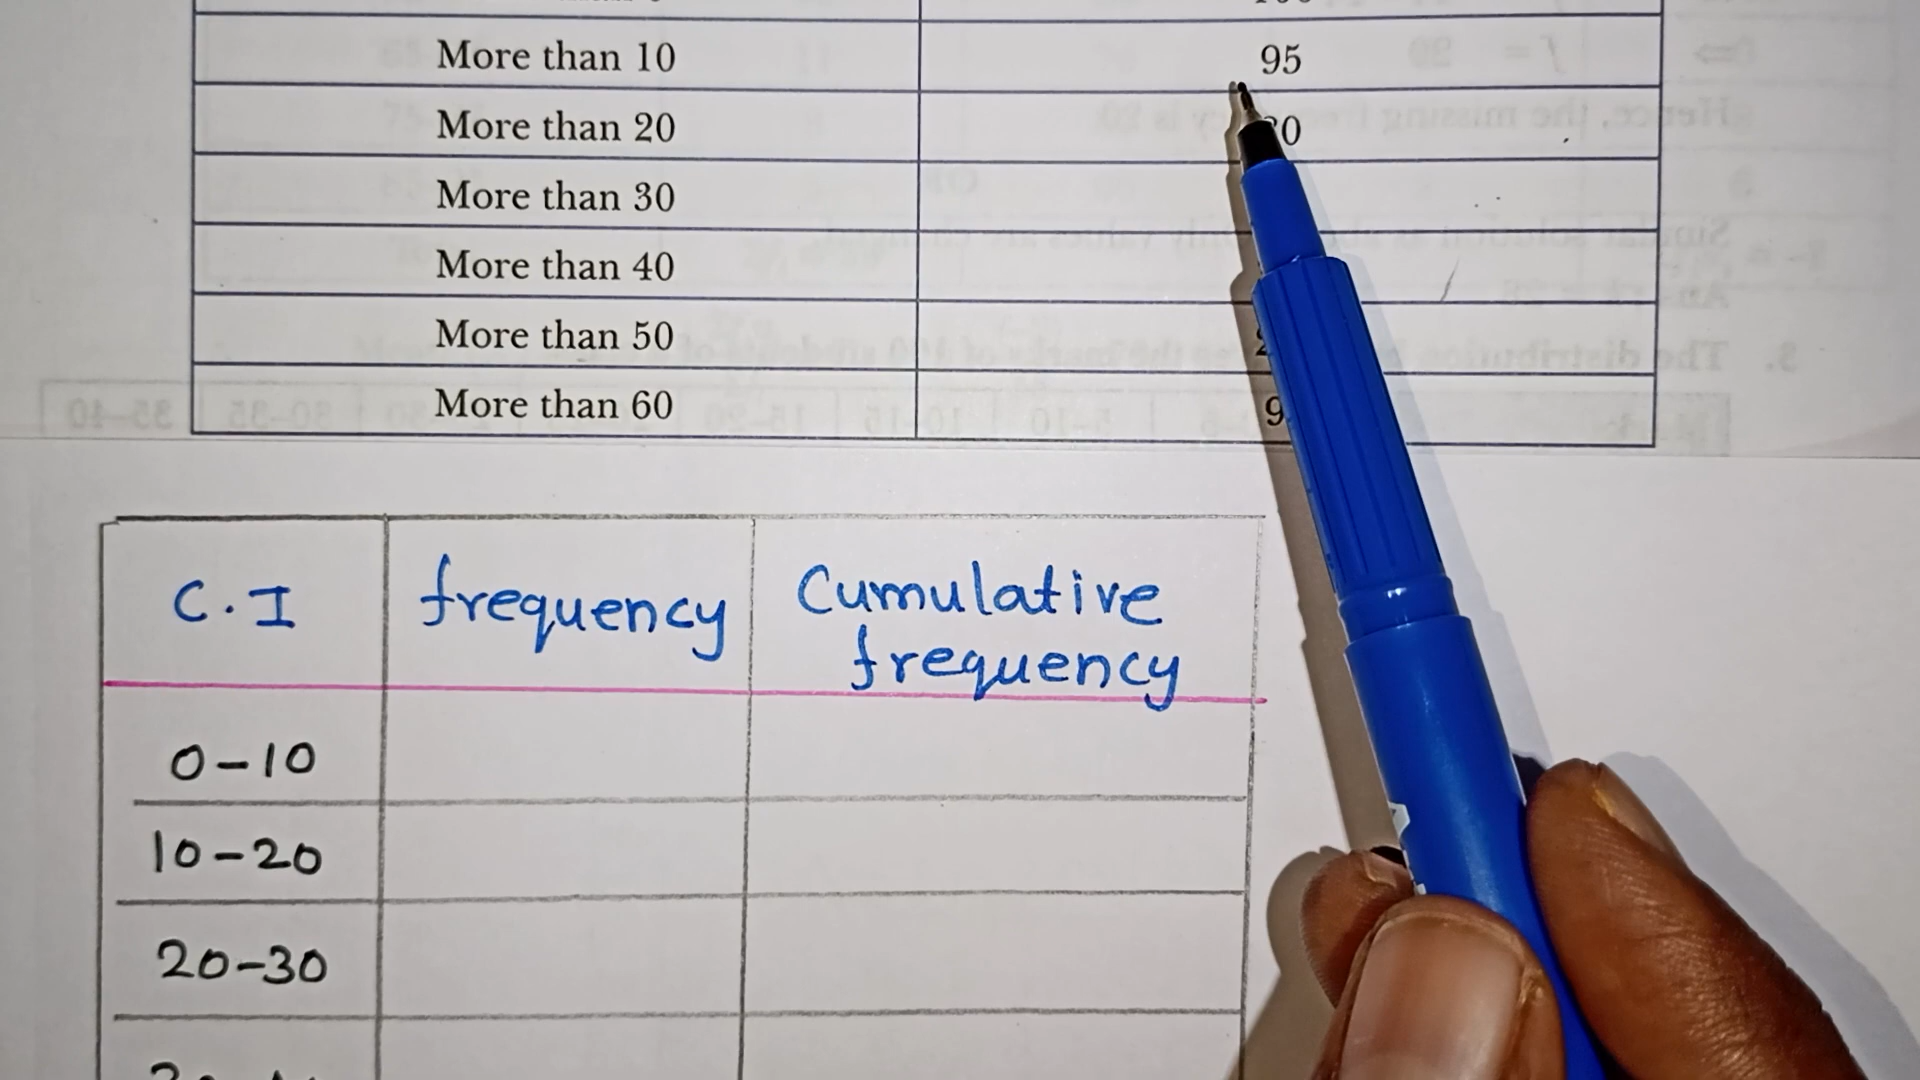 More than 10 95
More than 20
More than 30
More than 40
More than 50
More than 60 9
C.I frequency Cumulative frequency
0-10
10-20
20-30